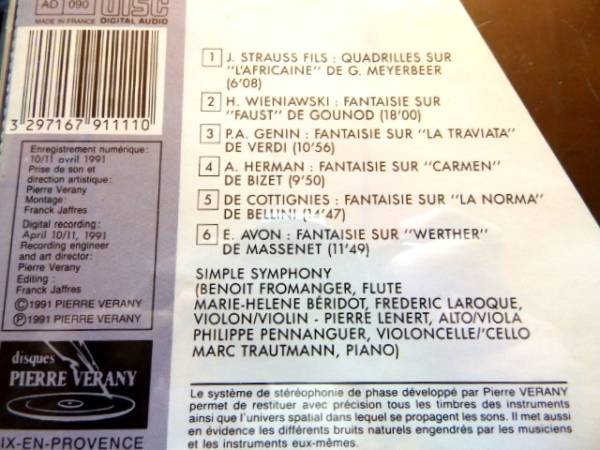 AD 090 DISC
MADE IN FRANCE DIGITAL AUDIO
3 297167 911110
Enregistrement numérique:
10/11 avril 1991
Prise de son et
direction artistique:
Pierre Verany
Montage:
Franck Jaffres
Digital recording:
April 10/11, 1991
Recording engineer
and art director:
Pierre Verany
Editing :
Franck Jaffres
©1991 PIERRE VERANY
℗1991 PIERRE VERANY
disques
PIERRE VERANY
IX-EN-PROVENCE
1 J. STRAUSS FILS : QUADRILLES SUR
"L'AFRICAINE" DE G. MEYERBEER
(6'08)
2 H. WIENIAWSKI : FANTAISIE SUR
"FAUST" DE GOUNOD (18'00)
3 P.A. GENIN : FANTAISIE SUR "LA TRAVIATA"
DE VERDI (10'56)
4 A. HERMAN : FANTAISIE SUR "CARMEN"
DE BIZET (9'50)
5 DE COTTIGNIES : FANTAISIE SUR "LA NORMA"
DE BELLINI (14'47)
6 E. AVON : FANTAISIE SUR "WERTHER"
DE MASSENET (11'49)
SIMPLE SYMPHONY
(BENOIT FROMANGER, FLUTE
MARIE-HELENE BÉRIDOT, FREDERIC LAROQUE,
VIOLON/VIOLIN - PIERRE LENERT, ALTO/VIOLA
PHILIPPE PENNANGUER, VIOLONCELLE/'CELLO
MARC TRAUTMANN, PIANO)
Le système de stéréophonie de phase développé par Pierre VERANY
permet de restituer avec précision tous les timbres des instruments
ainsi que l'univers spatial dans lequel se propagent les sons. Il met aussi
en évidence les différents bruits naturels engendrés par les musiciens
et les instruments eux-mêmes.